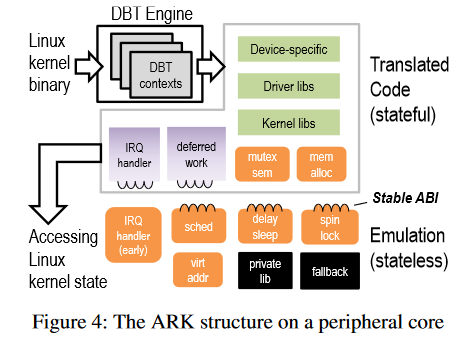 DBT Engine
Linux
kernel
binary
DBT
contexts
Device-specific
Driver libs
Kernel libs
Translated
Code
(stateful)
IRQ
handler
deferred
work
mutex
sem
mem
alloc
Stable ABI
Accessing
Linux
kernel state
IRQ
handler
(early)
sched
delay
sleep
spin
lock
Emulation
(stateless)
virt
addr
private
lib
fallback
Figure 4: The ARK structure on a peripheral core